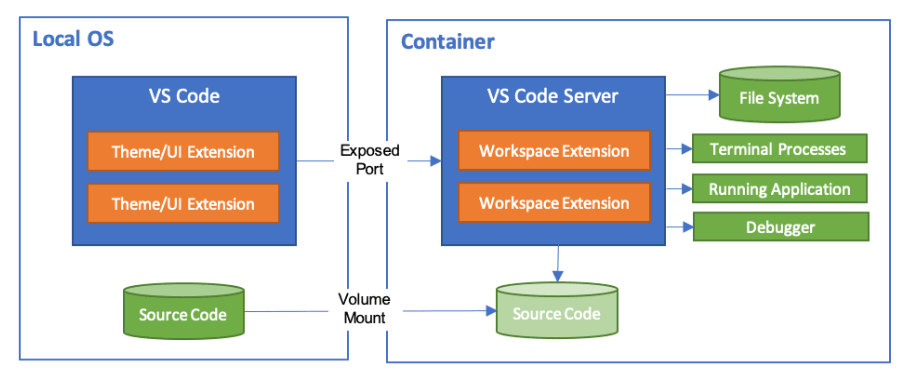 Local OS
VS Code
Theme/UI Extension
Theme/UI Extension
Source Code
Exposed
Port
Volume
Mount
Container
VS Code Server
Workspace Extension
Workspace Extension
Source Code
File System
Terminal Processes
Running Application
Debugger